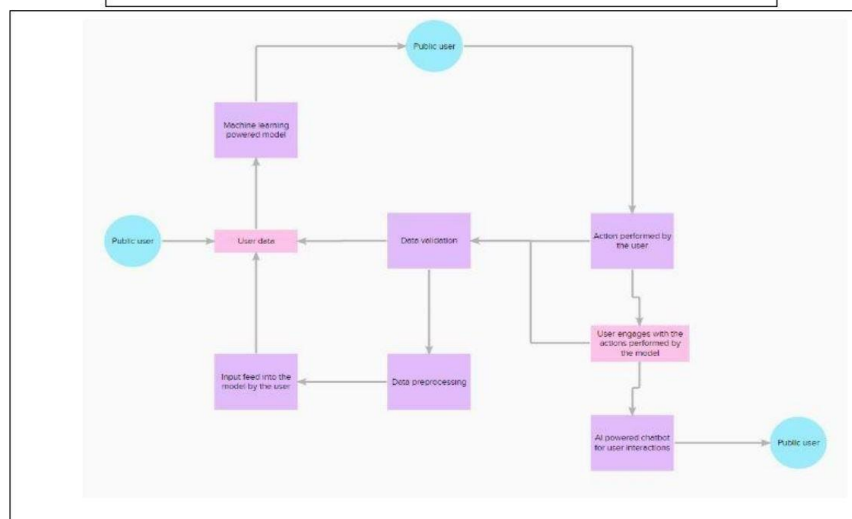 Public user
Machine learning
powered model
Public user
User data
Data validation
Action performed by
the user
User engages with the
actions performed by
the model
Input feed into the
model by the user
Data preprocessing
AI powered chatbot
for user interactions
Public user